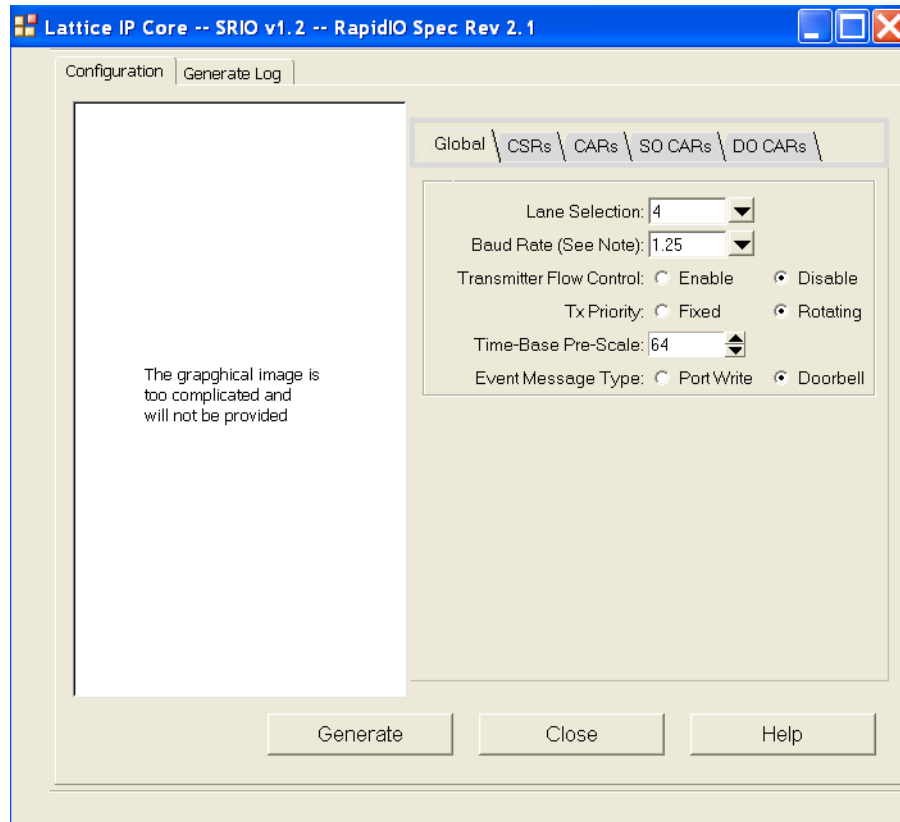 Lattice IP Core -- SRIO v1.2 -- RapidIO Spec Rev 2.1
Configuration Generate Log
Global CSRs CARs SO CARs DO CARs
Lane Selection: 4
Baud Rate (See Note): 1.25
Transmitter Flow Control: Enable Disable
Tx Priority: Fixed Rotating
Time-Base Pre-Scale: 64
Event Message Type: Port Write Doorbell
The grapghical image is
too complicated and
will not be provided
Generate Close Help